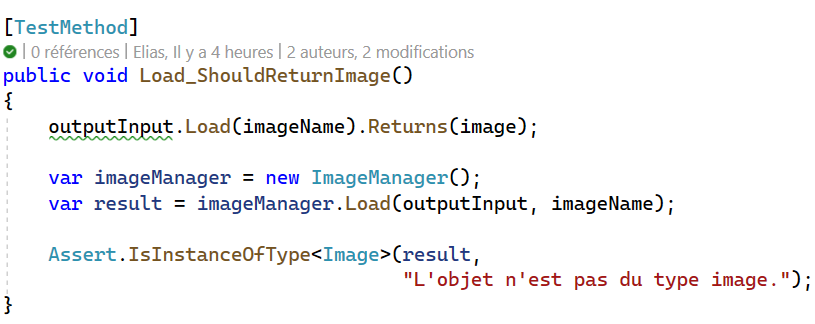 [TestMethod]
| 0 références | Elias, Il y a 4 heures | 2 auteurs, 2 modifications
public void Load_ShouldReturnImage()
{
outputInput.Load(imageName).Returns(image);
var imageManager = new ImageManager();
var result = imageManager.Load(outputInput, imageName);
Assert.IsInstanceOfType<Image>(result,
"L'objet n'est pas du type image.");
}